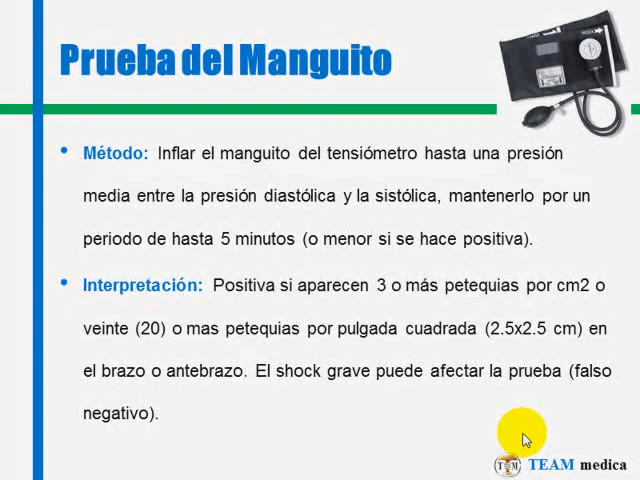 Prueba del Manguito
• Método: Inflar el manguito del tensiómetro hasta una presión
media entre la presión diastólica y la sistólica, mantenerlo por un
periodo de hasta 5 minutos (o menor si se hace positiva).
• Interpretación: Positiva si aparecen 3 o más petequias por cm2 o
veinte (20) o mas petequias por pulgada cuadrada (2.5x2.5 cm) en
el brazo o antebrazo. El shock grave puede afectar la prueba (falso
negativo).
TEAM medica